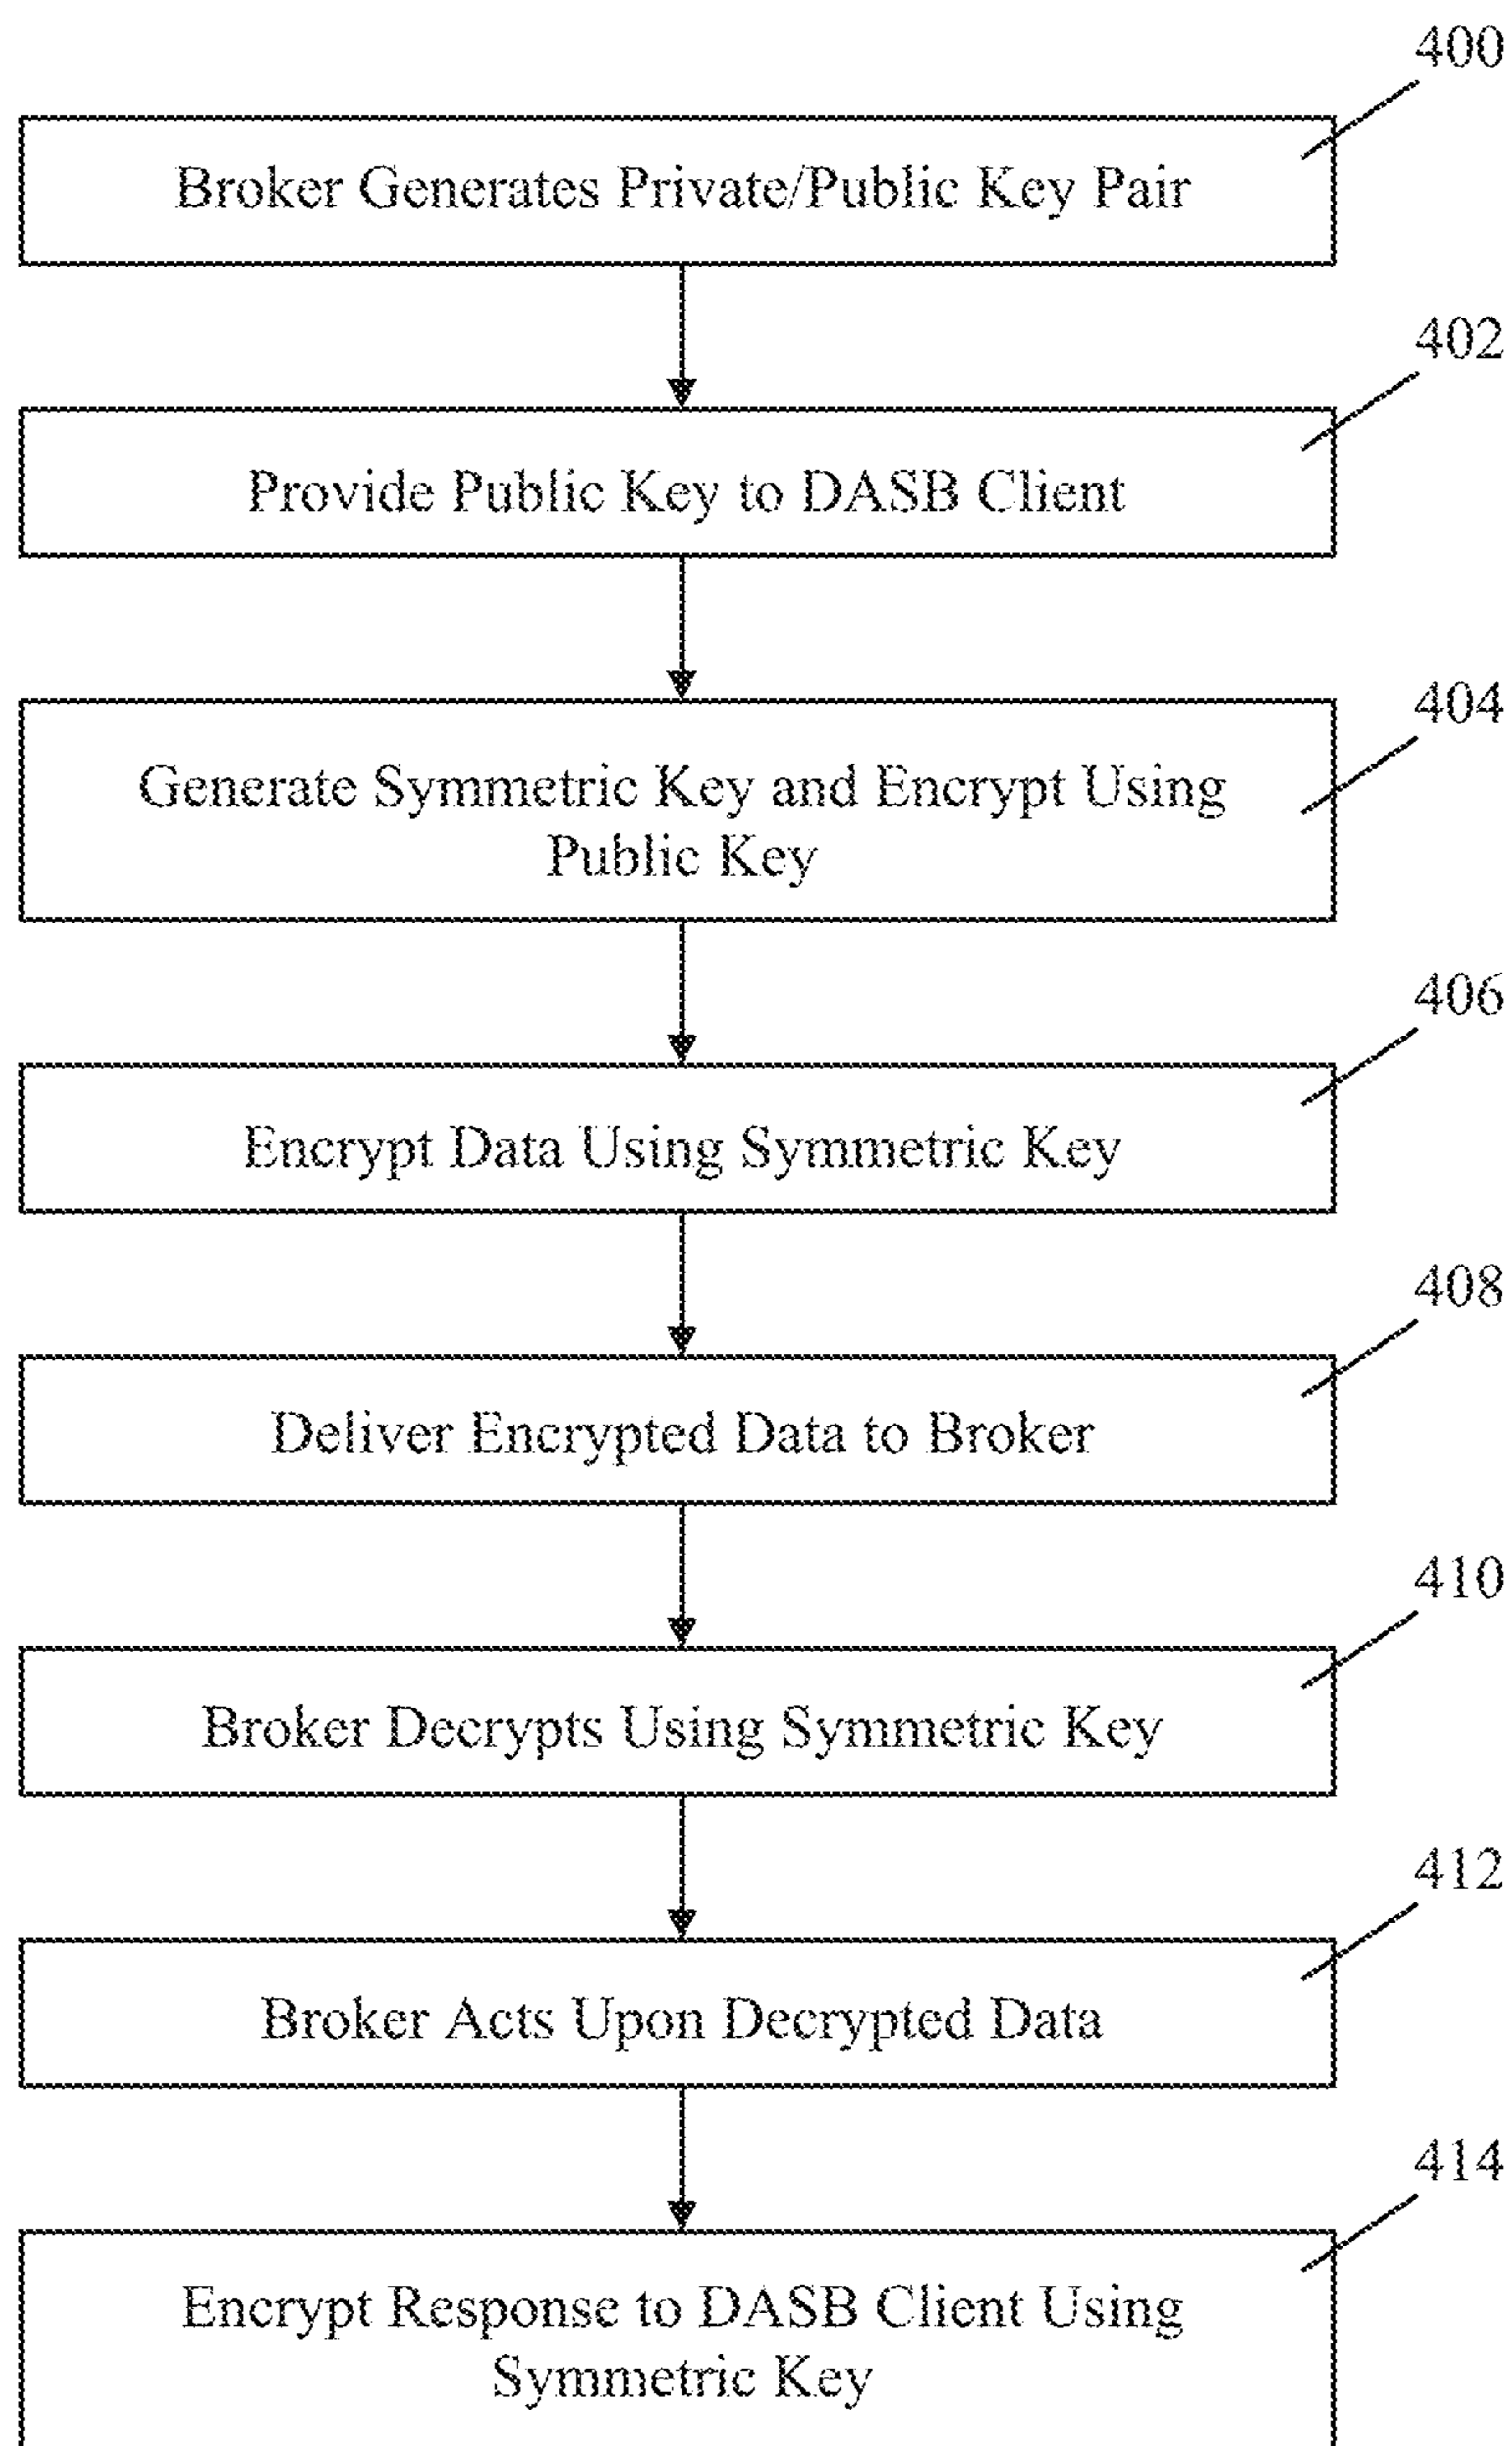 400
Broker Generates Private/Public Key Pair
402
Provide Public Key to DASB Client
404
Generate Symmetric Key and Encrypt Using
Public Key
406
Encrypt Data Using Symmetric Key
408
Deliver Encrypted Data to Broker
410
Broker Decrypts Using Symmetric Key
412
Broker Acts Upon Decrypted Data
414
Encrypt Response to DASB Client Using
Symmetric Key